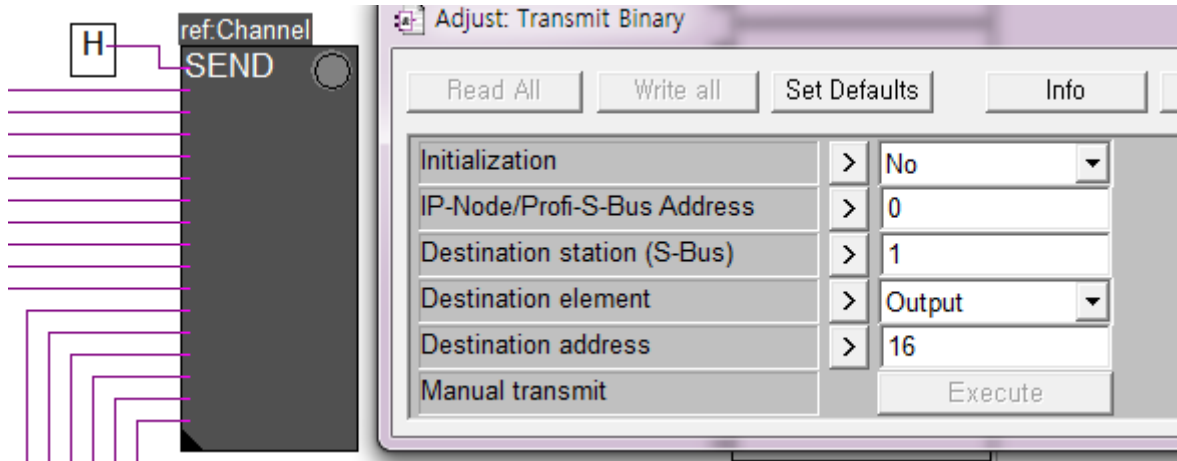 H
ref:Channel
SEND
Adjust: Transmit Binary
Read All Write all Set Defaults Info
Initialization > No
IP-Node/Profi-S-Bus Address > 0
Destination station (S-Bus) > 1
Destination element > Output
Destination address > 16
Manual transmit Execute